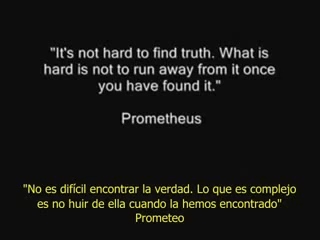 "It's not hard to find truth. What is
hard is not to run away from it once
you have found it."
Prometheus
"No es difícil encontrar la verdad. Lo que es complejo
es no huir de ella cuando la hemos encontrado"
Prometeo